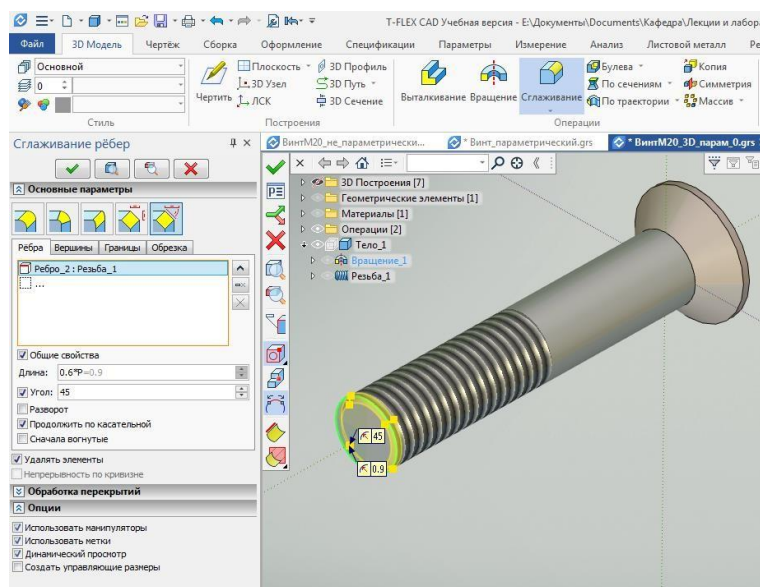 T-FLEX CAD Учебная версия - E:\Документы\Documents\Кафедра\Лекции и лабор
Файл 3D Модель Чертёж Сборка Оформление Спецификации Параметры Измерение Анализ Листовой металл Ре
Основной
0
Стиль
Чертить
Плоскость
3D Узел
ЛСК
3D Профиль
3D Путь
3D Сечение
Построения
Выталкивание Вращение Сглаживание
Булева
По сечениям
По траектории
Копия
Симметрия
Массив
Операции
Сглаживание рёбер
Основные параметры
Рёбра Вершины Границы Обрезка
Ребро_2 : Резьба_1
...
Общие свойства
Длина: 0.6*P=0.9
Угол: 45
Разворот
Продолжить по касательной
Сначала вогнутые
Удалять элементы
Непрерывность по кривизне
Обработка перекрытий
Опции
Использовать манипуляторы
Использовать метки
Динамический просмотр
Создать управляющие размеры
ВинтМ20_не_параметрически...
* Винт_параметрический.grs
* ВинтМ20_3D_парам_0.grs
3D Построения [7]
Геометрические элементы [1]
Материалы [1]
Операции [2]
Тело_1
Вращение_1
Резьба_1
45
0.9